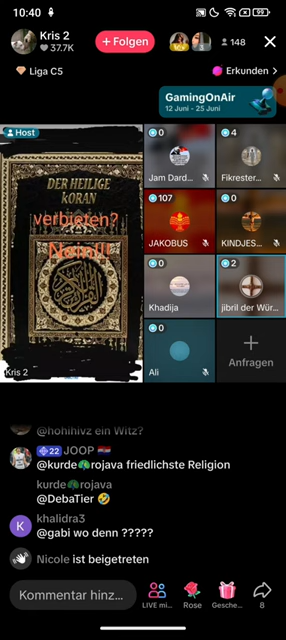 10:40
99
Kris 2
37.7K
+ Folgen
148
Liga C5
Erkunden >
GamingOnAir
12 Juni - 25 Juni
Host
DER HEILIGE
KORAN
verbieten?
Nein!!
Kris 2
0
Jam Dard...
4
Fikrester...
107
JAKOBUS
0
KINDJES...
0
Khadija
2
jibril der Wür...
0
Ali
+
Anfragen
@hohihivz ein Witz?
22 JOOP
@kurde🌳rojava friedlichste Religion
kurde🌳rojava
@DebaTier 🤣
K
khalidra3
@gabi wo denn ?????
Nicole ist beigetreten
Kommentar hinz...
LIVE mi...
Rose
Gesche...
8